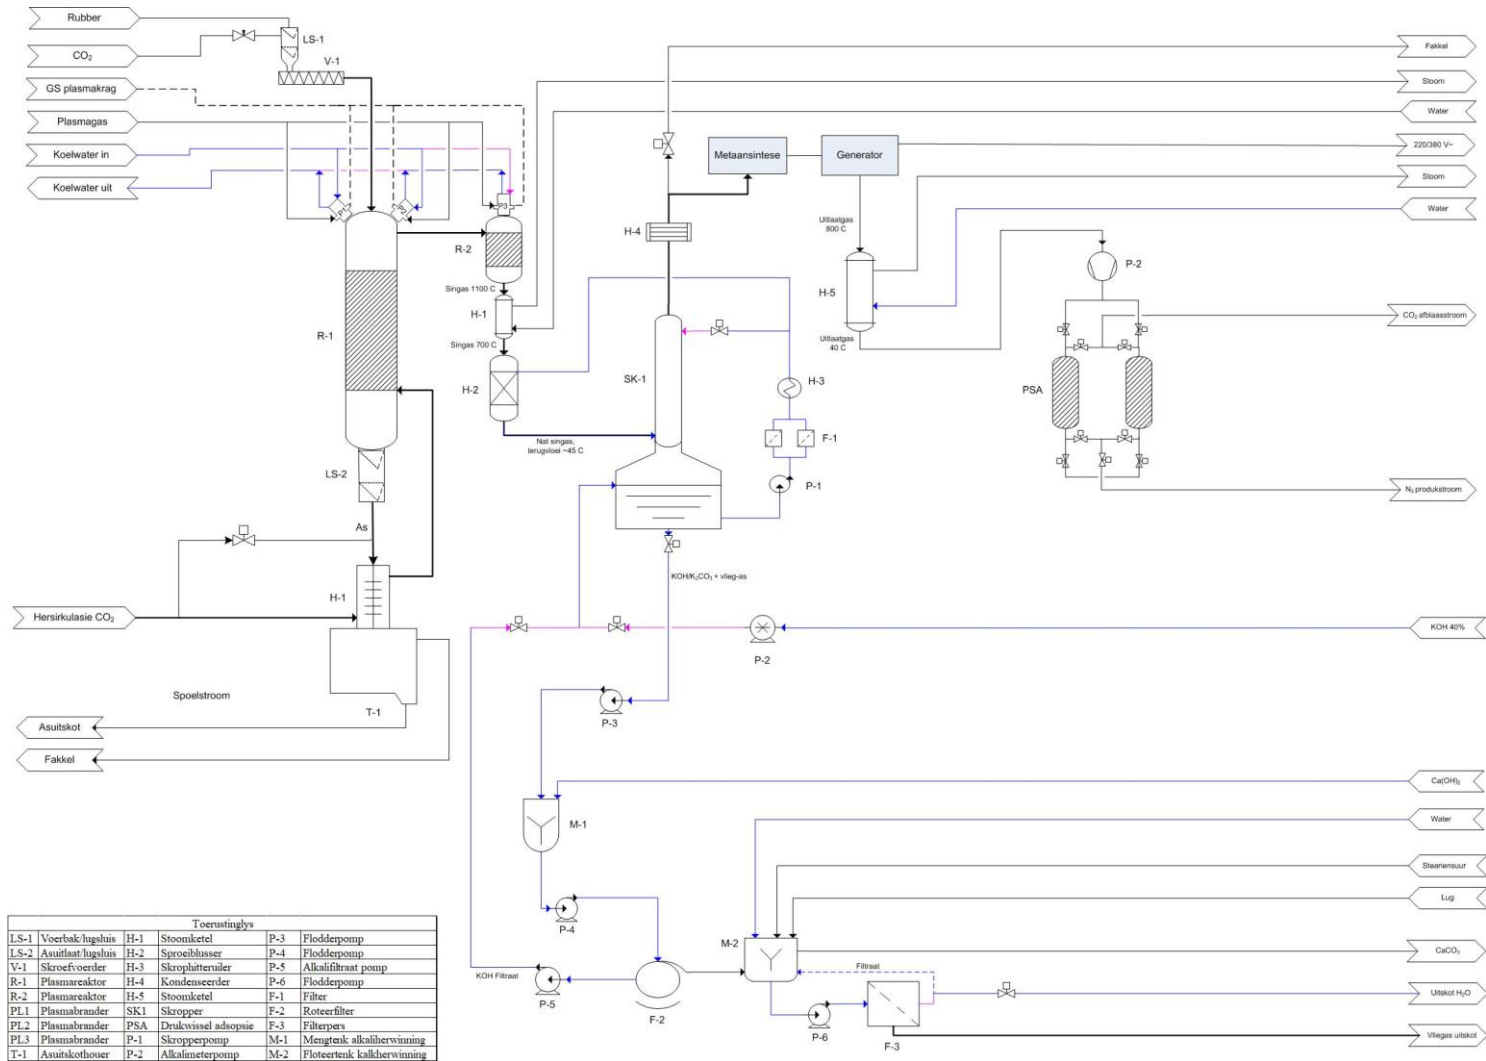 Rubber
CO₂
GS plasmakrag
Plasmagas
Koelwater in
Koelwater uit
LS-1
V-1
P1
P2
P3
R-2
Singas 1100 C
H-1
Singas 700 C
H-2
Nat singas,
terugvloei ~45 C
R-1
LS-2
As
H-1
Hersirkulasie CO₂
Spoelstroom
T-1
Asuitskot
Fakkel
H-4
SK-1
H-3
F-1
P-1
KOH/K₂CO₃ + vlieg-as
Metaansintese
Generator
Uitlaatgas
800 C
H-5
Uitlaatgas
40 C
P-2
PSA
Fakkel
Stoom
Water
220/380 V~
Stoom
Water
CO₂ afblaasstroom
N₂ produkstroom
KOH 40%
P-2
P-3
Ca(OH)₂
M-1
Water
Steariensuur
Lug
P-4
M-2
CaCO₃
KOH Filtraat
P-5
F-2
Filtraat
Uitskot H₂O
P-6
F-3
Vliegas uitskot
Toerustinglys
LS-1 Voerbak/lugsluis H-1 Stoomketel P-3 Flodderpomp
LS-2 Asuitlaat/lugsluis H-2 Sproeiblusser P-4 Flodderpomp
V-1 Skroefvoerder H-3 Skrophitteruiler P-5 Alkalifiltraat pomp
R-1 Plasmareaktor H-4 Kondenseerder P-6 Flodderpomp
R-2 Plasmareaktor H-5 Stoomketel F-1 Filter
PL1 Plasmabrander SK1 Skropper F-2 Roteerfilter
PL2 Plasmabrander PSA Drukwissel adsopsie F-3 Filterpers
PL3 Plasmabrander P-1 Skropperpomp M-1 Mengtenk alkaliherwinning
T-1 Asuitskothouer P-2 Alkalimeterpomp M-2 Floteertenk kalkherwinning